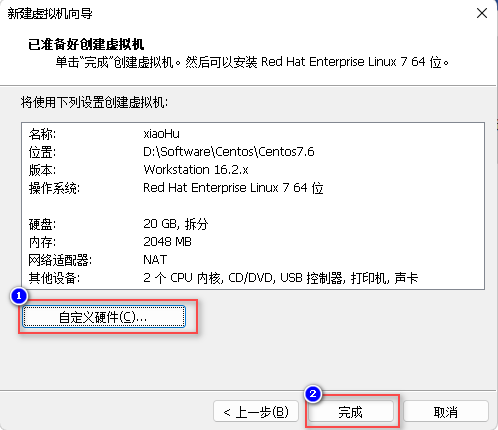 新建虚拟机向导
已准备好创建虚拟机
单击“完成”创建虚拟机。然后可以安装 Red Hat Enterprise Linux 7 64 位。
将使用下列设置创建虚拟机:
名称: xiaoHu
位置: D:\Software\Centos\Centos7.6
版本: Workstation 16.2.x
操作系统: Red Hat Enterprise Linux 7 64 位
硬盘: 20 GB, 拆分
内存: 2048 MB
网络适配器: NAT
其他设备: 2 个 CPU 内核, CD/DVD, USB 控制器, 打印机, 声卡
1
自定义硬件(C)...
2
< 上一步(B) 完成 取消